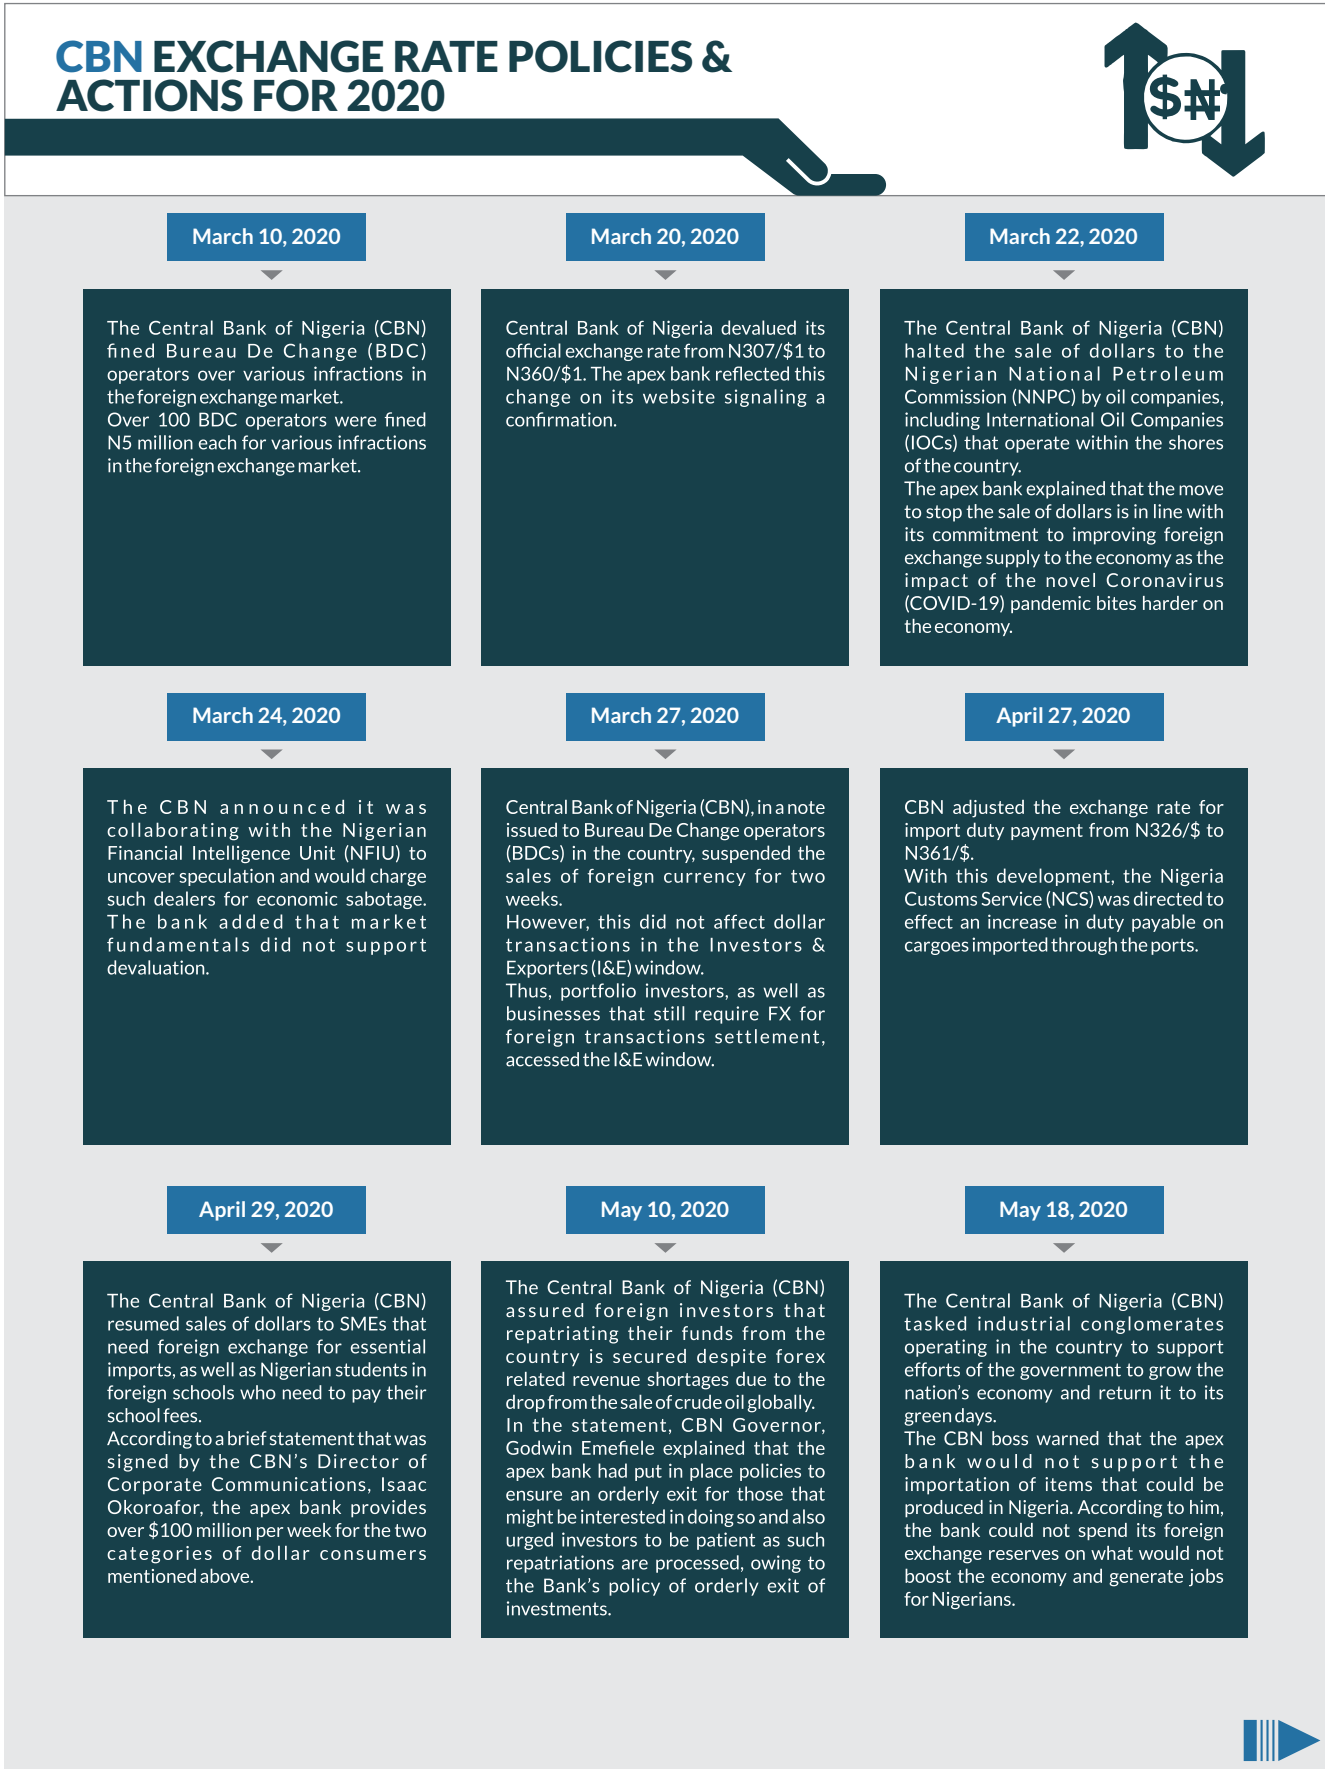 CBN EXCHANGE RATE POLICIES &
ACTIONS FOR 2020
$₦
March 10, 2020
The Central Bank of Nigeria (CBN)
fined Bureau De Change (BDC)
operators over various infractions in
the foreign exchange market.
Over 100 BDC operators were fined
N5 million each for various infractions
in the foreign exchange market.
March 20, 2020
Central Bank of Nigeria devalued its
official exchange rate from N307/$1 to
N360/$1. The apex bank reflected this
change on its website signaling a
confirmation.
March 22, 2020
The Central Bank of Nigeria (CBN)
halted the sale of dollars to the
Nigerian National Petroleum
Commission (NNPC) by oil companies,
including International Oil Companies
(IOCs) that operate within the shores
of the country.
The apex bank explained that the move
to stop the sale of dollars is in line with
its commitment to improving foreign
exchange supply to the economy as the
impact of the novel Coronavirus
(COVID-19) pandemic bites harder on
the economy.
March 24, 2020
The CBN announced it was
collaborating with the Nigerian
Financial Intelligence Unit (NFIU) to
uncover speculation and would charge
such dealers for economic sabotage.
The bank added that market
fundamentals did not support
devaluation.
March 27, 2020
Central Bank of Nigeria (CBN), in a note
issued to Bureau De Change operators
(BDCs) in the country, suspended the
sales of foreign currency for two
weeks.
However, this did not affect dollar
transactions in the Investors &
Exporters (I&E) window.
Thus, portfolio investors, as well as
businesses that still require FX for
foreign transactions settlement,
accessed the I&E window.
April 27, 2020
CBN adjusted the exchange rate for
import duty payment from N326/$ to
N361/$.
With this development, the Nigeria
Customs Service (NCS) was directed to
effect an increase in duty payable on
cargoes imported through the ports.
April 29, 2020
The Central Bank of Nigeria (CBN)
resumed sales of dollars to SMEs that
need foreign exchange for essential
imports, as well as Nigerian students in
foreign schools who need to pay their
school fees.
According to a brief statement that was
signed by the CBN's Director of
Corporate Communications, Isaac
Okoroafor, the apex bank provides
over $100 million per week for the two
categories of dollar consumers
mentioned above.
May 10, 2020
The Central Bank of Nigeria (CBN)
assured foreign investors that
repatriating their funds from the
country is secured despite forex
related revenue shortages due to the
drop from the sale of crude oil globally.
In the statement, CBN Governor,
Godwin Emefiele explained that the
apex bank had put in place policies to
ensure an orderly exit for those that
might be interested in doing so and also
urged investors to be patient as such
repatriations are processed, owing to
the Bank's policy of orderly exit of
investments.
May 18, 2020
The Central Bank of Nigeria (CBN)
tasked industrial conglomerates
operating in the country to support
efforts of the government to grow the
nation's economy and return it to its
green days.
The CBN boss warned that the apex
bank would not support the
importation of items that could be
produced in Nigeria. According to him,
the bank could not spend its foreign
exchange reserves on what would not
boost the economy and generate jobs
for Nigerians.